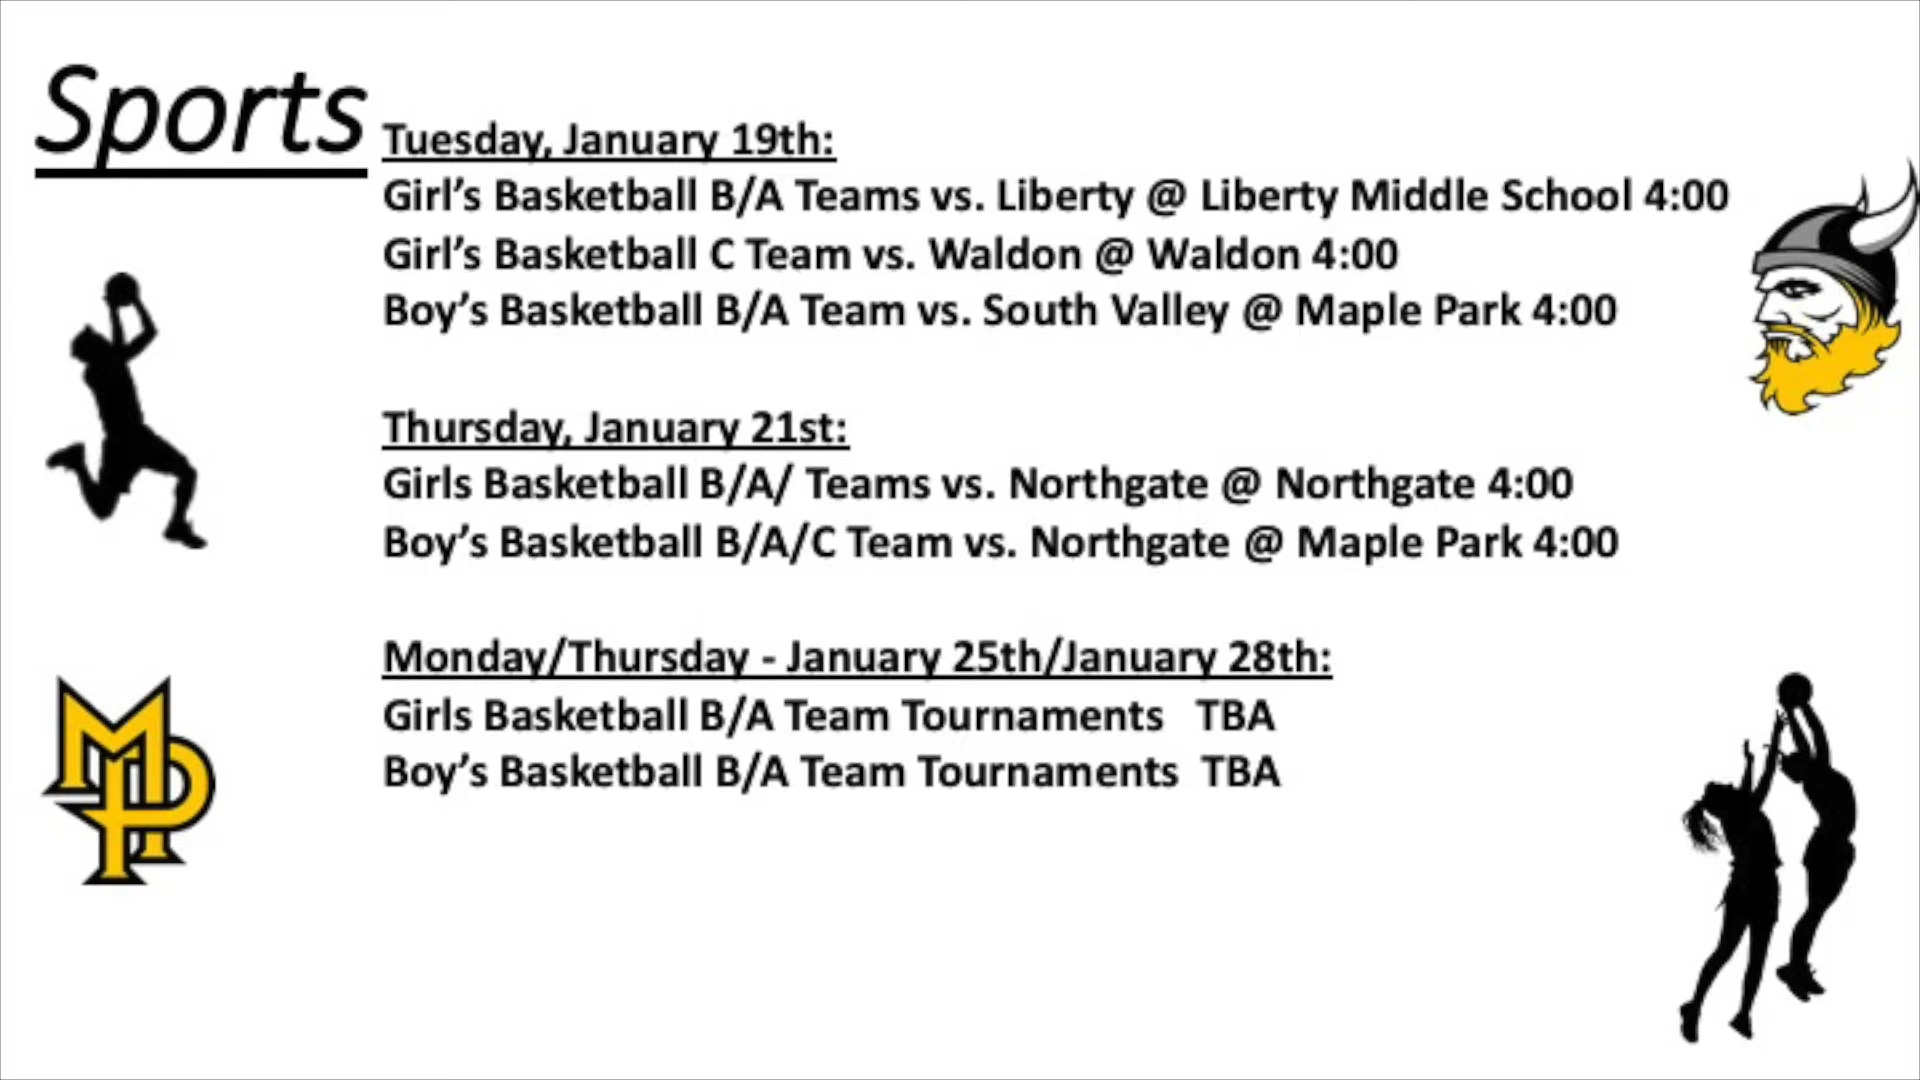 Sports
Tuesday, January 19th:
Girl’s Basketball B/A Teams vs. Liberty @ Liberty Middle School 4:00
Girl’s Basketball C Team vs. Waldon @ Waldon 4:00
Boy’s Basketball B/A Team vs. South Valley @ Maple Park 4:00
Thursday, January 21st:
Girls Basketball B/A/ Teams vs. Northgate @ Northgate 4:00
Boy’s Basketball B/A/C Team vs. Northgate @ Maple Park 4:00
Monday/Thursday - January 25th/January 28th:
Girls Basketball B/A Team Tournaments TBA
Boy’s Basketball B/A Team Tournaments TBA
MP